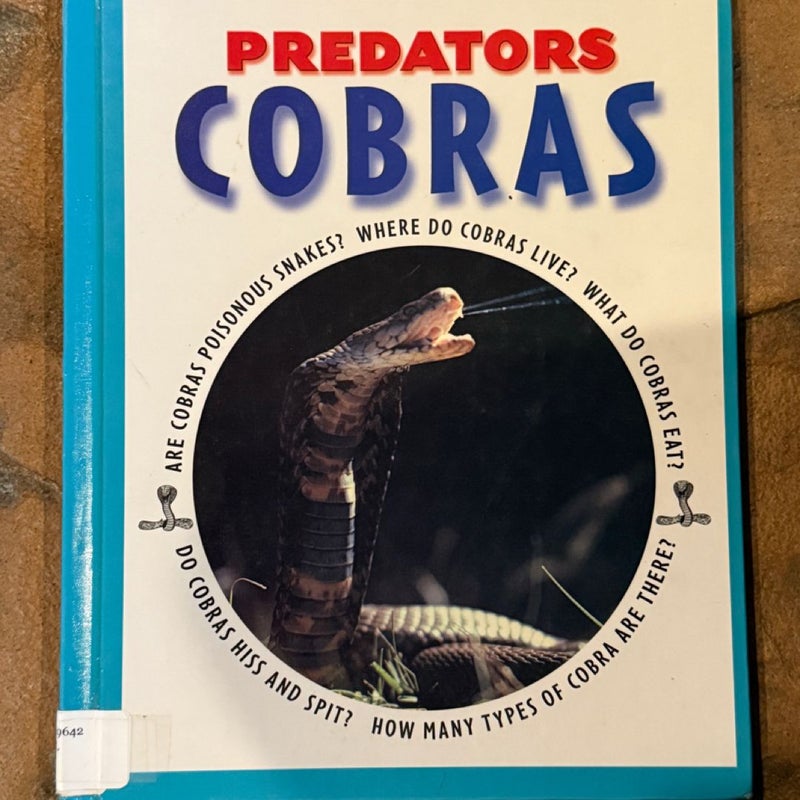 PREDATORS
COBRAS
ARE COBRAS POISONOUS SNAKES?
WHERE DO COBRAS LIVE?
WHAT DO COBRAS EAT?
DO COBRAS HISS AND SPIT?
HOW MANY TYPES OF COBRA ARE THERE?
9642